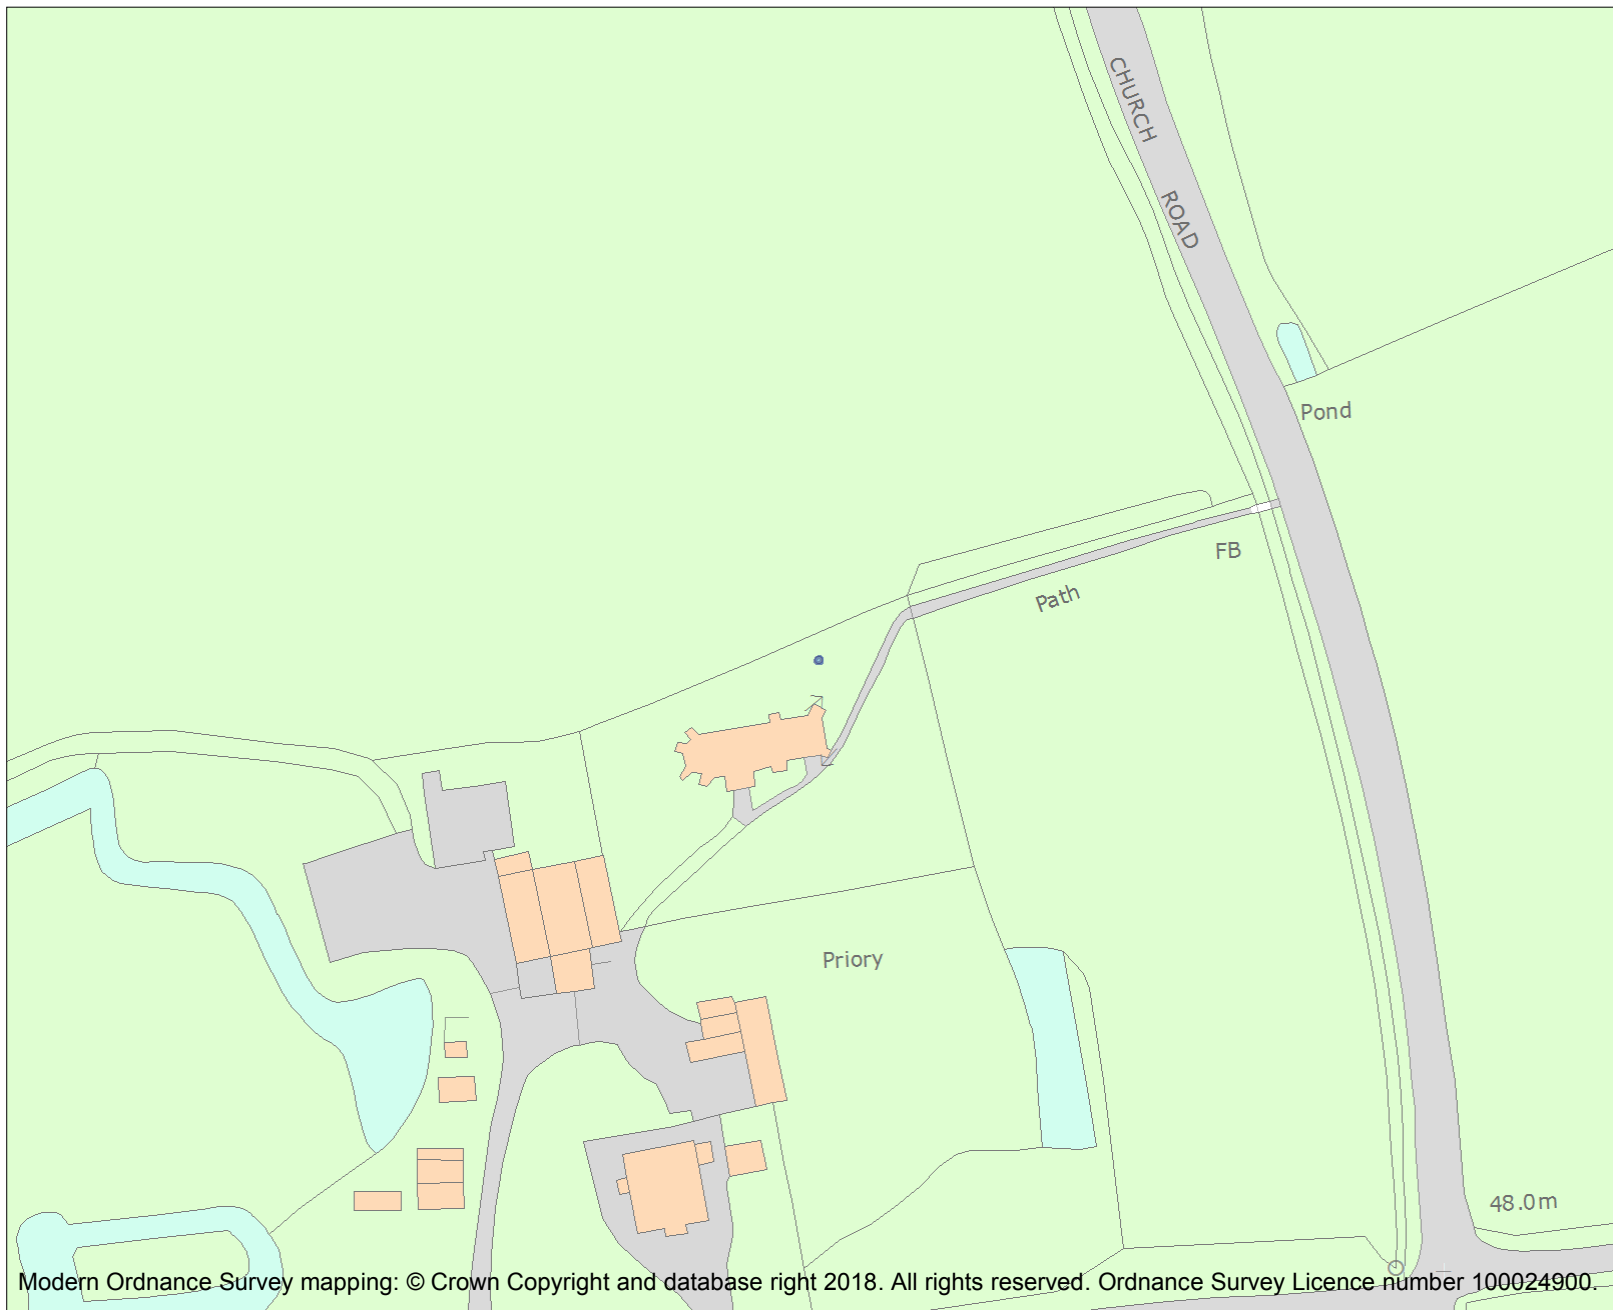 CHURCH
ROAD
Pond
FB
Path
Priory
48.0m
Modern Ordnance Survey mapping: © Crown Copyright and database right 2018. All rights reserved. Ordnance Survey Licence number 100024900.